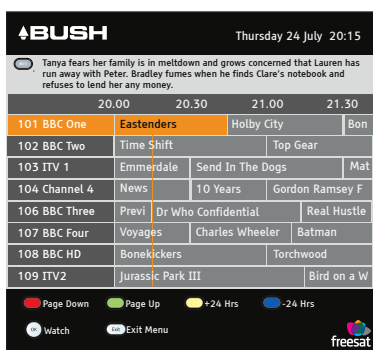 BUSH Thursday 24 July 20:15
Tanya fears her family is in meltdown and grows concerned that Lauren has
run away with Peter. Bradley fumes when he finds Clare's notebook and
refuses to lend her any money.
20.00 20.30 21.00 21.30
101 BBC One Eastenders Holby City Bon
102 BBC Two Time Shift Top Gear
103 ITV 1 Emmerdale Send In The Dogs Mat
104 Channel 4 News 10 Years Gordon Ramsey F
106 BBC Three Previ Dr Who Confidential Real Hustle
107 BBC Four Voyages Charles Wheeler Batman
108 BBC HD Bonekickers Torchwood
109 ITV2 Jurassic Park III Bird on a W
Page Down Page Up +24 Hrs -24 Hrs
OK Watch Exit Exit Menu
freesat